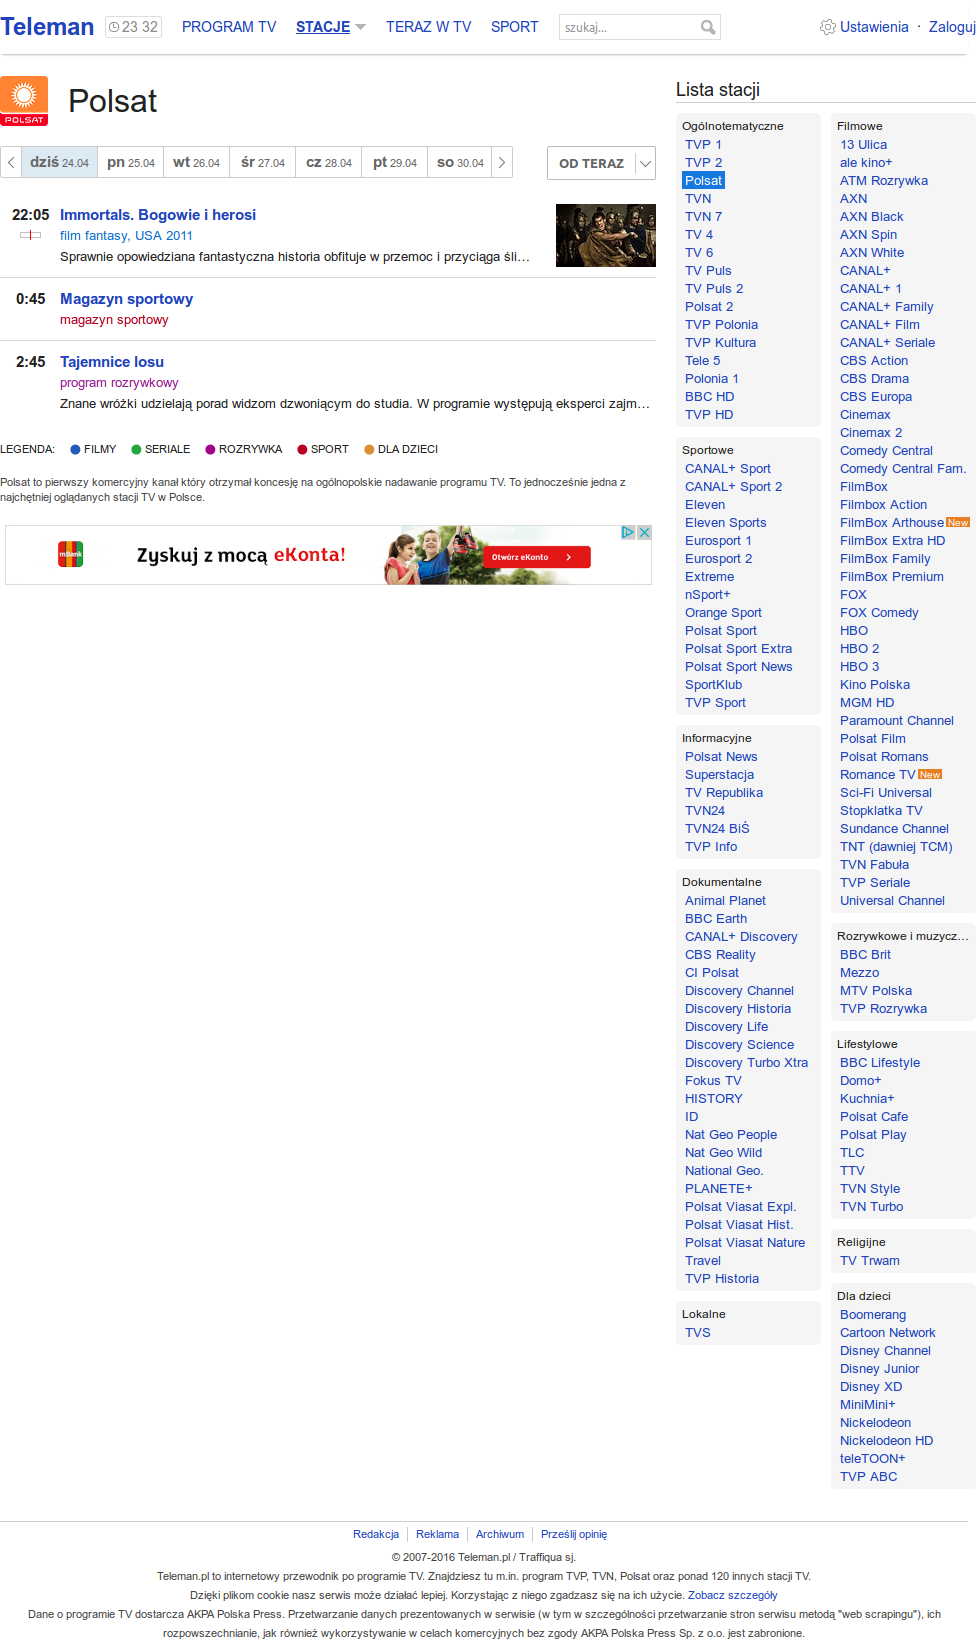 Teleman 23 32 PROGRAM TV STACJE TERAZ W TV SPORT szukaj... Ustawienia · Zaloguj
POLSAT
Polsat
dziś 24.04 pn 25.04 wt 26.04 śr 27.04 cz 28.04 pt 29.04 so 30.04 OD TERAZ
22:05 Immortals. Bogowie i herosi
film fantasy, USA 2011
Sprawnie opowiedziana fantastyczna historia obfituje w przemoc i przyciąga śli…
0:45 Magazyn sportowy
magazyn sportowy
2:45 Tajemnice losu
program rozrywkowy
Znane wróżki udzielają porad widzom dzwoniącym do studia. W programie występują eksperci zajm…
LEGENDA: FILMY SERIALE ROZRYWKA SPORT DLA DZIECI
Polsat to pierwszy komercyjny kanał który otrzymał koncesję na ogólnopolskie nadawanie programu TV. To jednocześnie jedna z
najchętniej oglądanych stacji TV w Polsce.
mBank Zyskuj z mocą eKonta! Otwórz eKonto
Lista stacji
Ogólnotematyczne
TVP 1
TVP 2
Polsat
TVN
TVN 7
TV 4
TV 6
TV Puls
TV Puls 2
Polsat 2
TVP Polonia
TVP Kultura
Tele 5
Polonia 1
BBC HD
TVP HD
Sportowe
CANAL+ Sport
CANAL+ Sport 2
Eleven
Eleven Sports
Eurosport 1
Eurosport 2
Extreme
nSport+
Orange Sport
Polsat Sport
Polsat Sport Extra
Polsat Sport News
SportKlub
TVP Sport
Informacyjne
Polsat News
Superstacja
TV Republika
TVN24
TVN24 BiŚ
TVP Info
Dokumentalne
Animal Planet
BBC Earth
CANAL+ Discovery
CBS Reality
CI Polsat
Discovery Channel
Discovery Historia
Discovery Life
Discovery Science
Discovery Turbo Xtra
Fokus TV
HISTORY
ID
Nat Geo People
Nat Geo Wild
National Geo.
PLANETE+
Polsat Viasat Expl.
Polsat Viasat Hist.
Polsat Viasat Nature
Travel
TVP Historia
Lokalne
TVS
Filmowe
13 Ulica
ale kino+
ATM Rozrywka
AXN
AXN Black
AXN Spin
AXN White
CANAL+
CANAL+ 1
CANAL+ Family
CANAL+ Film
CANAL+ Seriale
CBS Action
CBS Drama
CBS Europa
Cinemax
Cinemax 2
Comedy Central
Comedy Central Fam.
FilmBox
Filmbox Action
FilmBox Arthouse New
FilmBox Extra HD
FilmBox Family
FilmBox Premium
FOX
FOX Comedy
HBO
HBO 2
HBO 3
Kino Polska
MGM HD
Paramount Channel
Polsat Film
Polsat Romans
Romance TV New
Sci-Fi Universal
Stopklatka TV
Sundance Channel
TNT (dawniej TCM)
TVN Fabuła
TVP Seriale
Universal Channel
Rozrywkowe i muzycz…
BBC Brit
Mezzo
MTV Polska
TVP Rozrywka
Lifestylowe
BBC Lifestyle
Domo+
Kuchnia+
Polsat Cafe
Polsat Play
TLC
TTV
TVN Style
TVN Turbo
Religijne
TV Trwam
Dla dzieci
Boomerang
Cartoon Network
Disney Channel
Disney Junior
Disney XD
MiniMini+
Nickelodeon
Nickelodeon HD
teleTOON+
TVP ABC
Redakcja Reklama Archiwum Prześlij opinię
© 2007-2016 Teleman.pl / Traffiqua sj.
Teleman.pl to internetowy przewodnik po programie TV. Znajdziesz tu m.in. program TVP, TVN, Polsat oraz ponad 120 innych stacji TV.
Dzięki plikom cookie nasz serwis może działać lepiej. Korzystając z niego zgadzasz się na ich użycie. Zobacz szczegóły
Dane o programie TV dostarcza AKPA Polska Press. Przetwarzanie danych prezentowanych w serwisie (w tym w szczególności przetwarzanie stron serwisu metodą "web scrapingu"), ich
rozpowszechnianie, jak również wykorzystywanie w celach komercyjnych bez zgody AKPA Polska Press Sp. z o.o. jest zabronione.